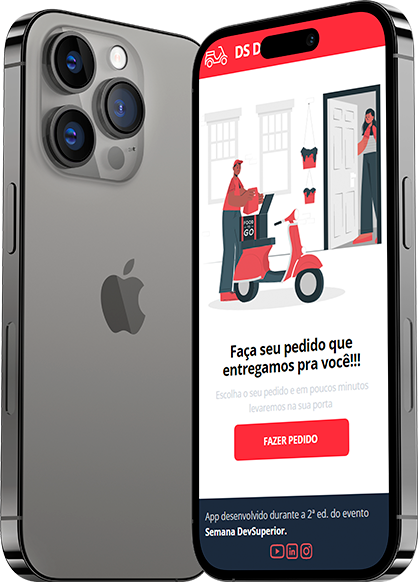 DS D
FOOD
GO
Faça seu pedido que
entregamos pra você!!!
Escolha o seu pedido e em poucos minutos
levaremos na sua porta
FAZER PEDIDO
App desenvolvido durante a 2ª ed. do evento
Semana DevSuperior.